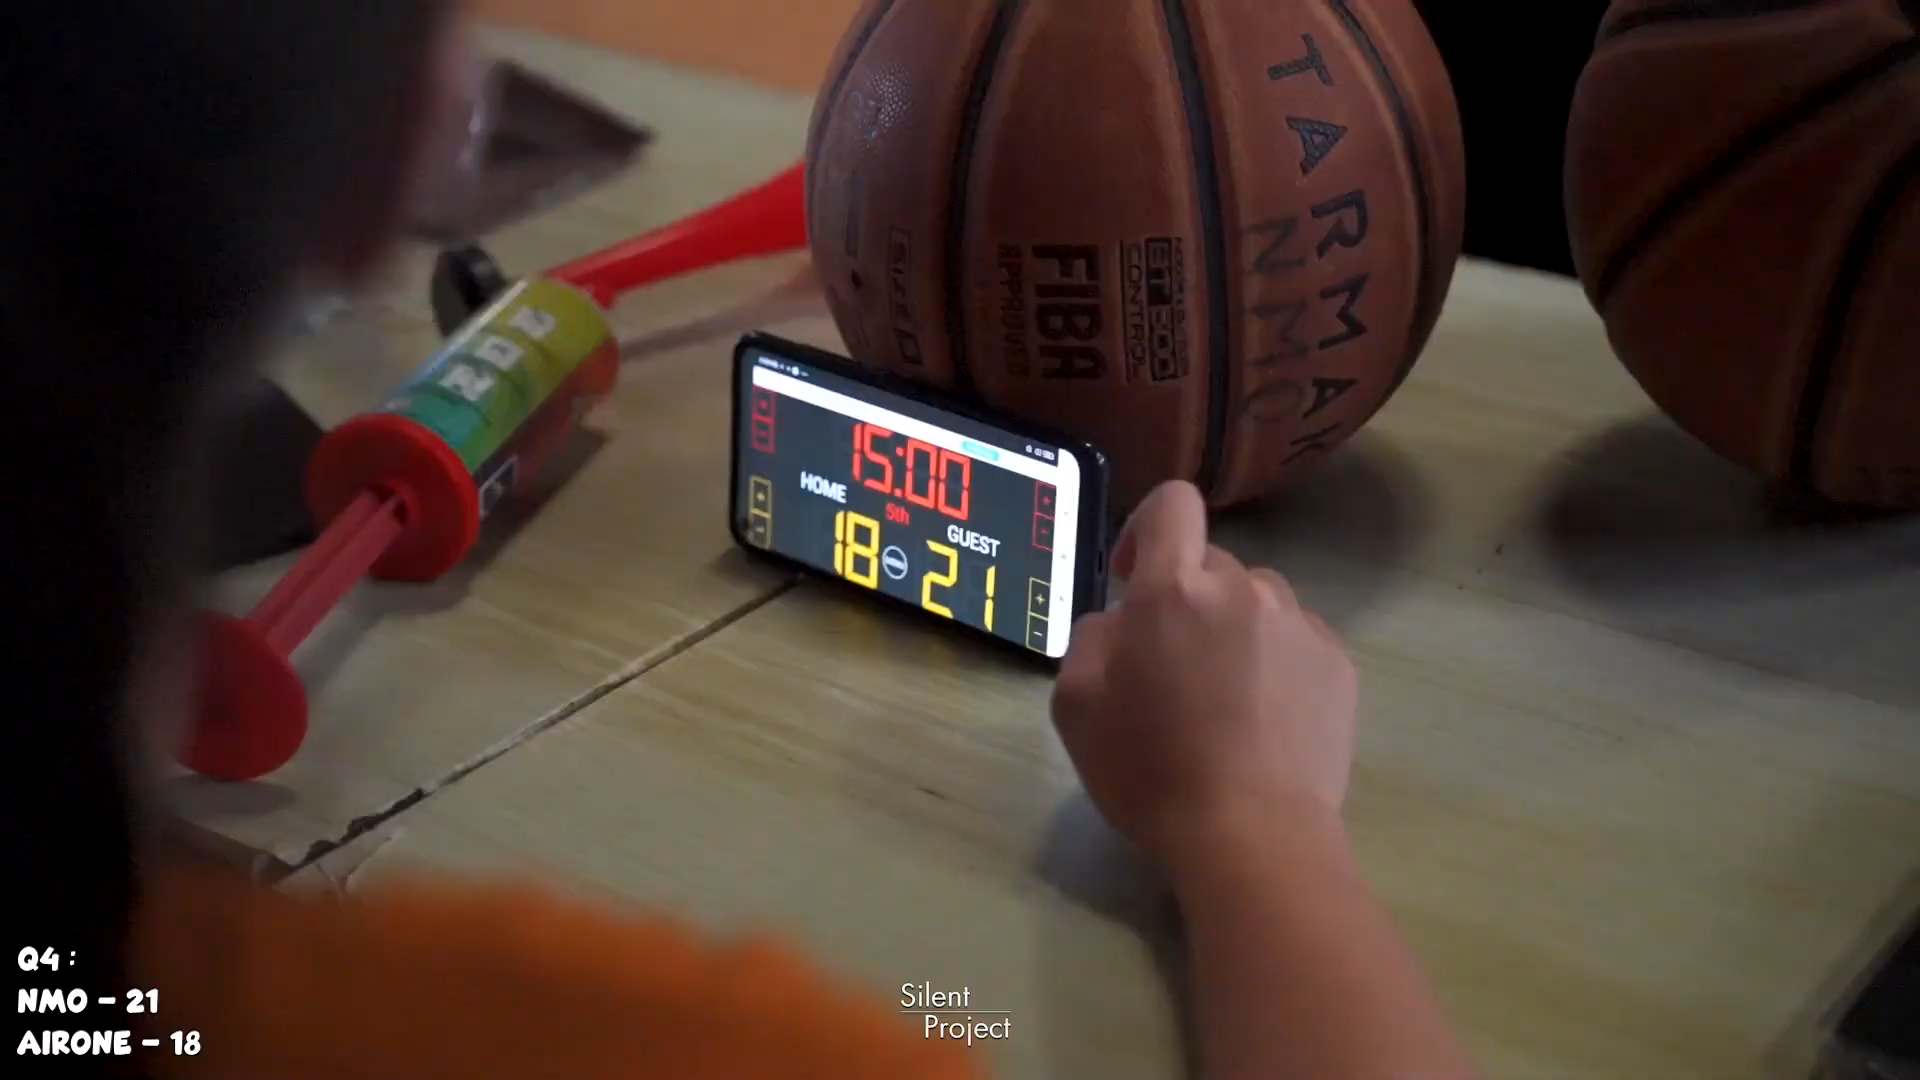 TARMAK
NMO
FIBA
APPROVED
CONTROL
15:00
HOME
5th
GUEST
18
21
Q4 :
NMO - 21
AIRONE - 18
Silent
Project